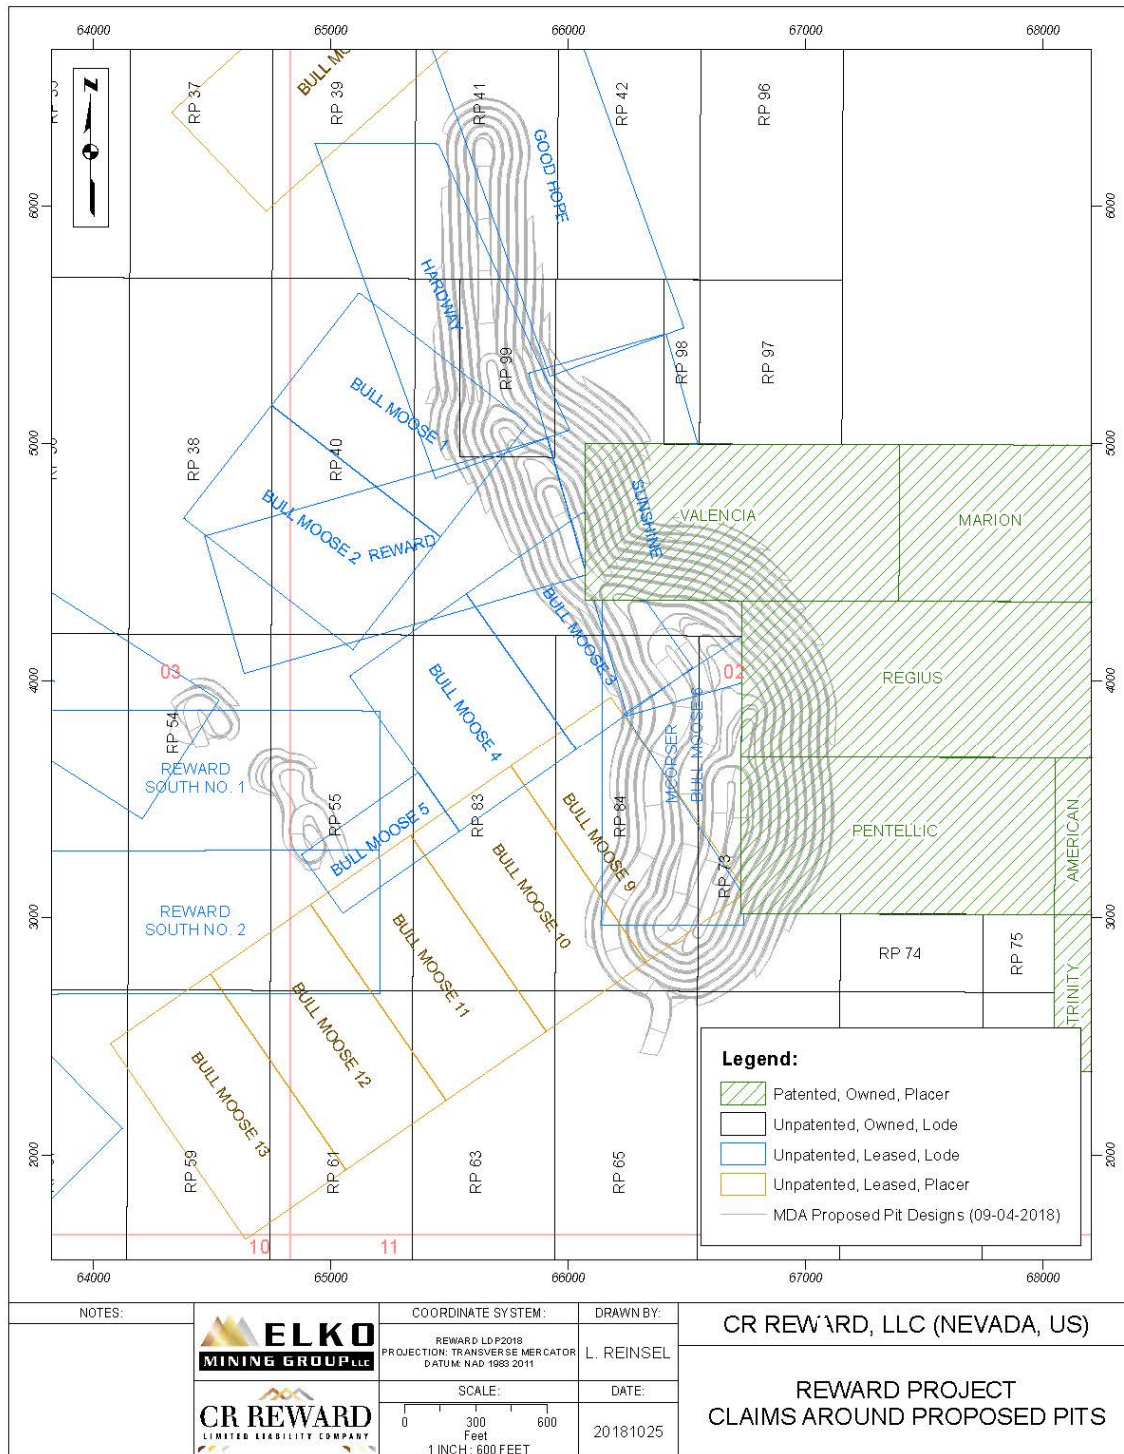 64000
65000
66000
67000
68000
RP 37
RP 39
RP 41
RP 42
RP 96
GOOD HOPE
6000
6000
HARDWAY
RP 99
RP 98
RP 97
BULL MOOSE 1
5000
5000
RP 38
RP 40
BULL MOOSE 2
REWARD
SUNSHINE
VALENCIA
MARION
BULL MOOSE 3
03
02
4000
4000
REGIUS
BULL MOOSE 4
RP 54
REWARD
SOUTH NO. 1
RP 55
BULL MOOSE 5
RP 83
RP 84
MCORSER
BULL MOOSE 6
PENTELLIC
AMERICAN
BULL MOOSE 9
RP 73
BULL MOOSE 10
3000
3000
REWARD
SOUTH NO. 2
BULL MOOSE 11
RP 74
RP 75
TRINITY
BULL MOOSE 12
BULL MOOSE 13
2000
2000
RP 59
RP 61
RP 63
RP 65
Legend:
Patented, Owned, Placer
Unpatented, Owned, Lode
Unpatented, Leased, Lode
Unpatented, Leased, Placer
MDA Proposed Pit Designs (09-04-2018)
10
11
64000
65000
66000
67000
68000
NOTES:
ELKO
MINING GROUP LLC
CR REWARD
LIMITED LIABILITY COMPANY
COORDINATE SYSTEM:
REWARD LDP2018
PROJECTION: TRANSVERSE MERCATOR
DATUM: NAD 1983 2011
SCALE:
0 300 600
Feet
1 INCH : 600 FEET
DRAWN BY:
L. REINSEL
DATE:
20181025
CR REWARD, LLC (NEVADA, US)
REWARD PROJECT
CLAIMS AROUND PROPOSED PITS